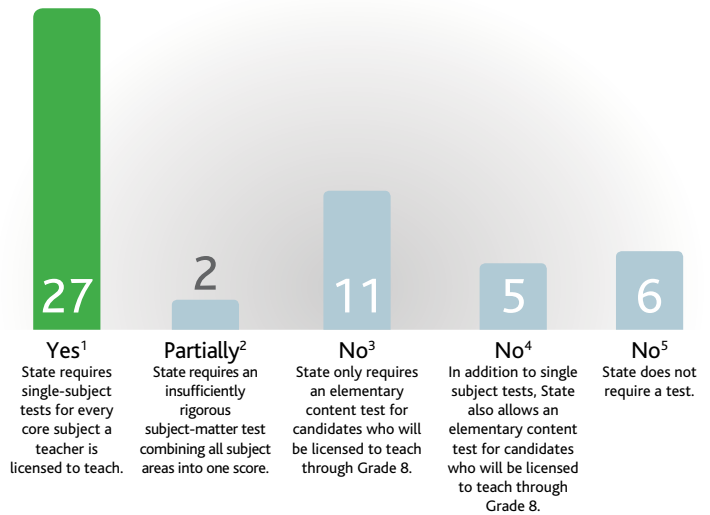 27
2
11
5
6
Yes¹
State requires
single-subject
tests for every
core subject a
teacher is
licensed to teach.
Partially²
State requires an
insufficiently
rigorous
subject-matter test
combining all subject
areas into one score.
No³
State only requires
an elementary
content test for
candidates who will
be licensed to teach
through Grade 8.
No⁴
In addition to single
subject tests, State
also allows an
elementary content
test for candidates
who will be licensed
to teach through
Grade 8.
No⁵
State does not
require a test.